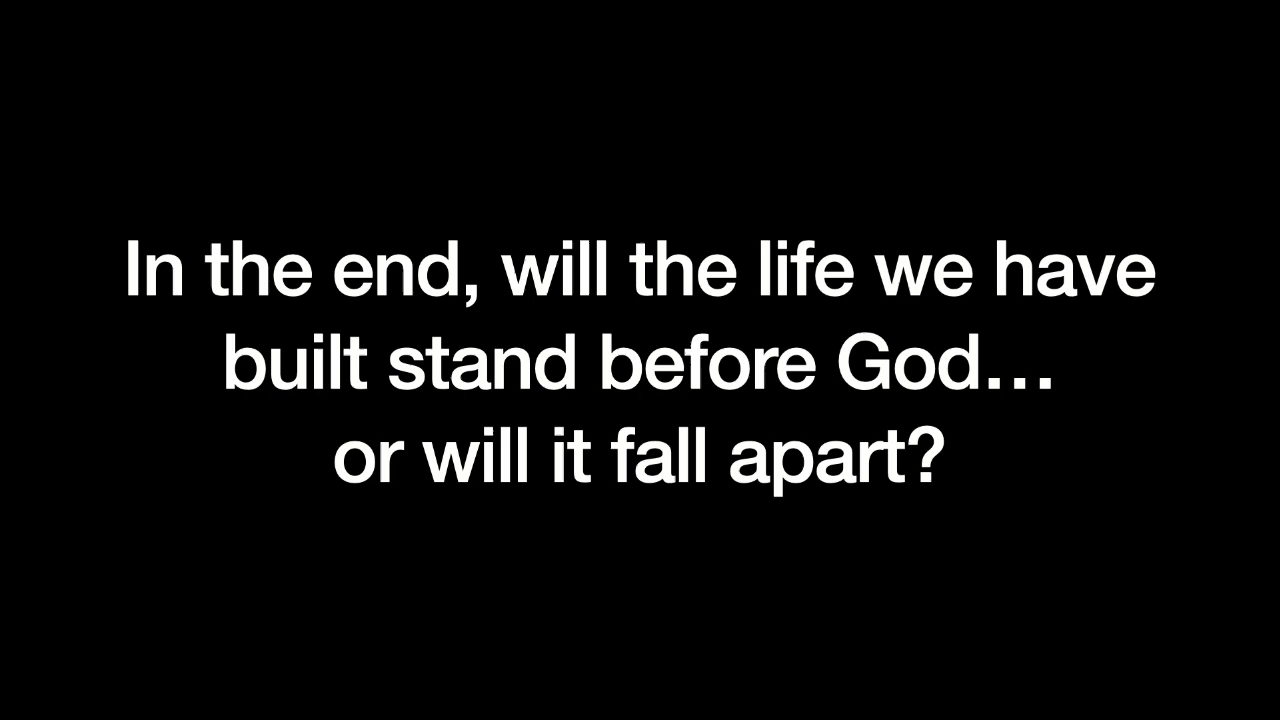 In the end, will the life we have
built stand before God…
or will it fall apart?